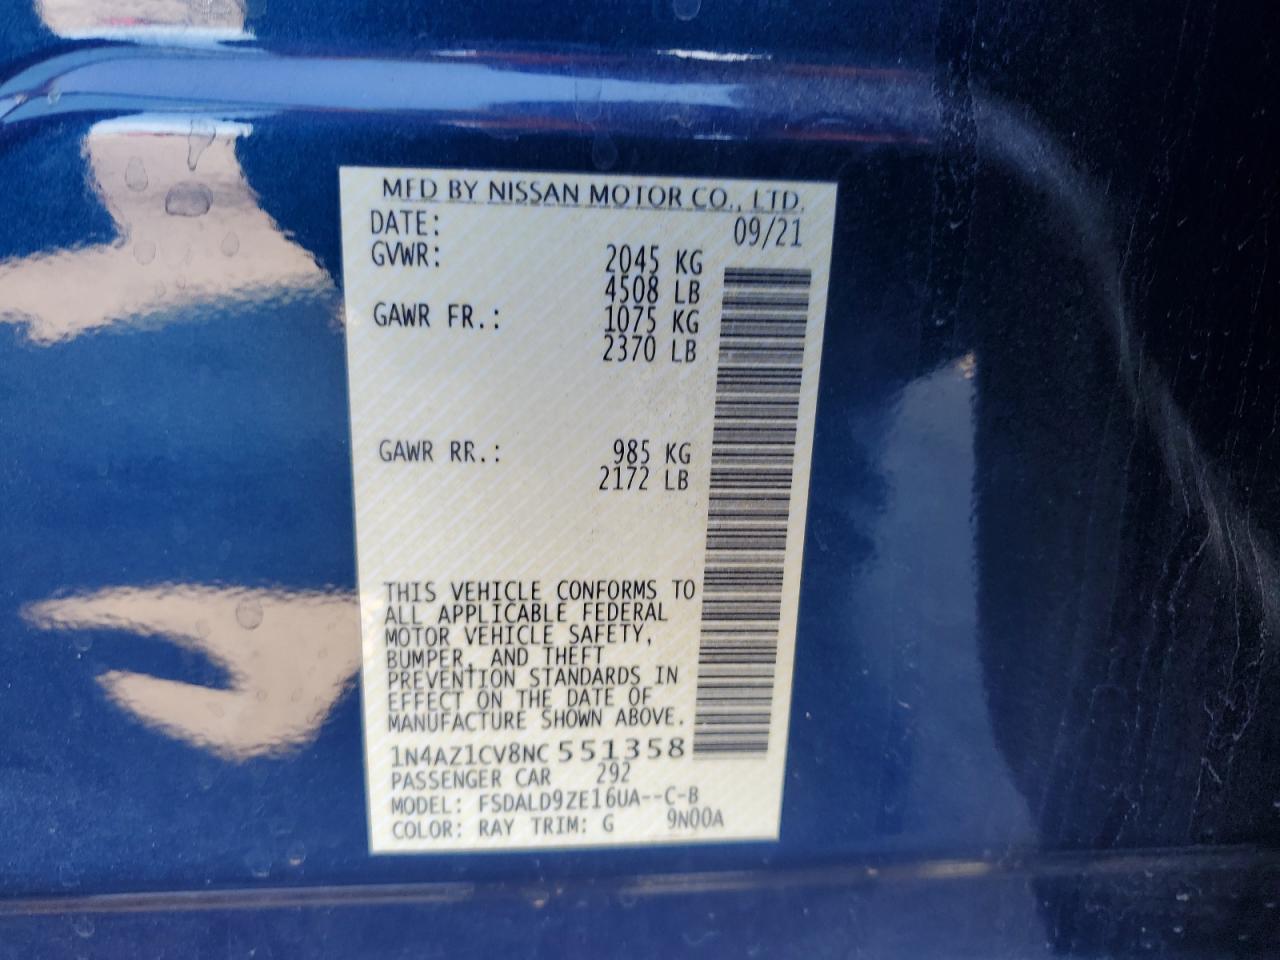 MFD BY NISSAN MOTOR CO., LTD.
DATE: 09/21
GVWR: 2045 KG
4508 LB
GAWR FR.: 1075 KG
2370 LB
GAWR RR.: 985 KG
2172 LB
THIS VEHICLE CONFORMS TO
ALL APPLICABLE FEDERAL
MOTOR VEHICLE SAFETY,
BUMPER, AND THEFT
PREVENTION STANDARDS IN
EFFECT ON THE DATE OF
MANUFACTURE SHOWN ABOVE.
1N4AZ1CV8NC551358
PASSENGER CAR 292
MODEL: FSDALD9ZE16UA--C-B
COLOR: RAY TRIM: G 9N00A